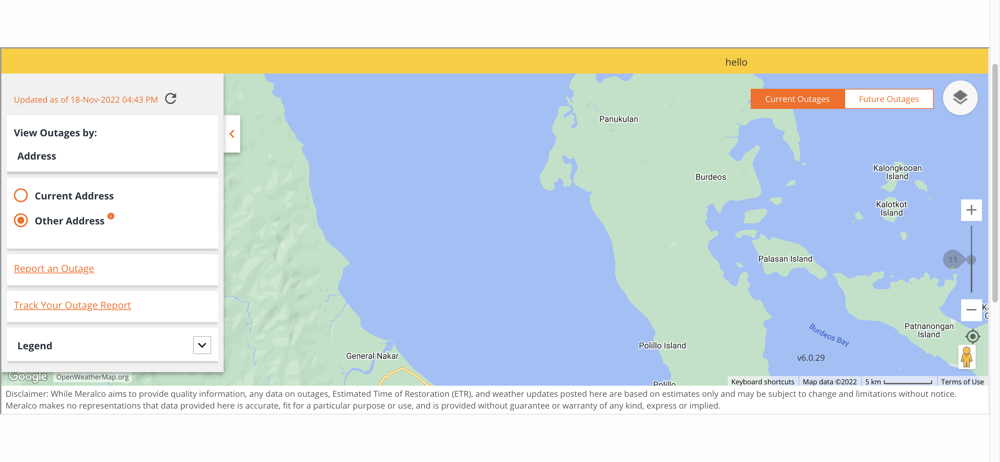 hello
Updated as of 18-Nov-2022 04:43 PM
View Outages by:
Address
Current Address
Other Address
Report an Outage
Track Your Outage Report
Legend
Current Outages
Future Outages
Panukulan
Burdeos
Kalongkooan
Island
Kalotkot
Island
Palasan Island
11
Patnanongan
Island
Burdeos Bay
Polillo Island
General Nakar
v6.0.29
Polillo
Google
OpenWeatherMap.org
Keyboard shortcuts
Map data ©2022
5 km
Terms of Use
Disclaimer: While Meralco aims to provide quality information, any data on outages, Estimated Time of Restoration (ETR), and weather updates posted here are based on estimates only and may be subject to change and limitations without notice.
Meralco makes no representations that data provided here is accurate, fit for a particular purpose or use, and is provided without guarantee or warranty of any kind, express or implied.